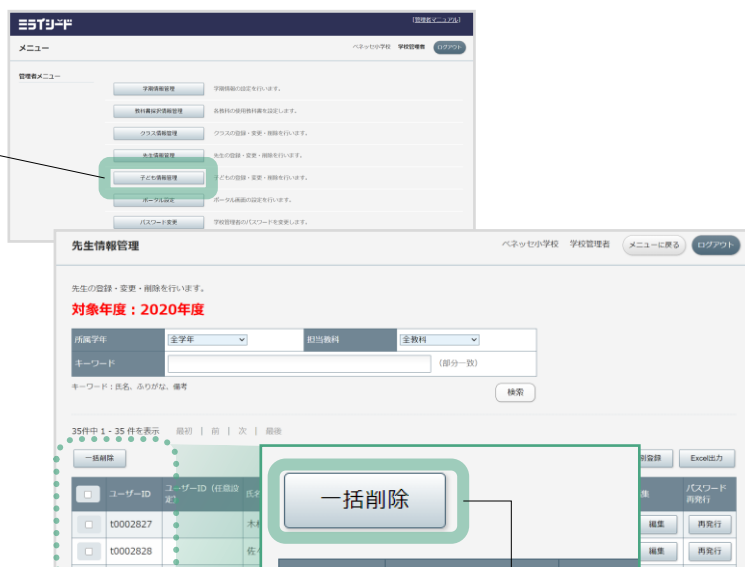 ミライシード
[管理者マニュアル]
メニュー
ベネッセ小学校 学校管理者 ログアウト
管理者メニュー
学期情報管理 学期情報の設定を行います。
教科書採択情報管理 各教科の使用教科書を設定します。
クラス情報管理 クラスの登録・変更・削除を行います。
先生情報管理 先生の登録・変更・削除を行います。
子ども情報管理 子どもの登録・変更・削除を行います。
ポータル設定 ポータル画面の設定を行います。
パスワード変更 学校管理者のパスワードを変更します。
先生情報管理
ベネッセ小学校 学校管理者 メニューに戻る ログアウト
先生の登録・変更・削除を行います。
対象年度：2020年度
所属学年 全学年 担当教科 全教科
キーワード (部分一致)
キーワード：氏名、ふりがな、備考
検索
35件中 1 - 35 件を表示 最初 | 前 | 次 | 最後
一括削除
登録 Excel出力
ユーザーID ユーザーID（任意設定） 氏名
パスワード再発行
t0002827 木
編集 再発行
t0002828 佐
編集 再発行
一括削除